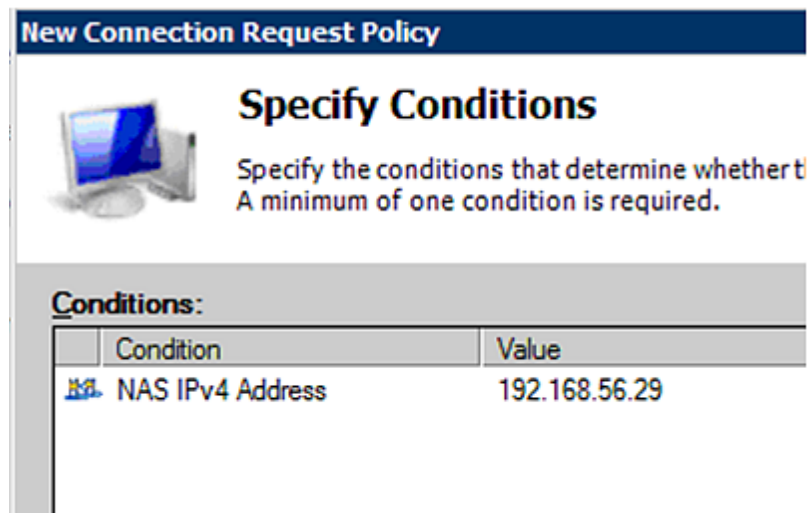 New Connection Request Policy
Specify Conditions
Specify the conditions that determine whether
A minimum of one condition is required.
Conditions:
Condition Value
NAS IPv4 Address 192.168.56.29